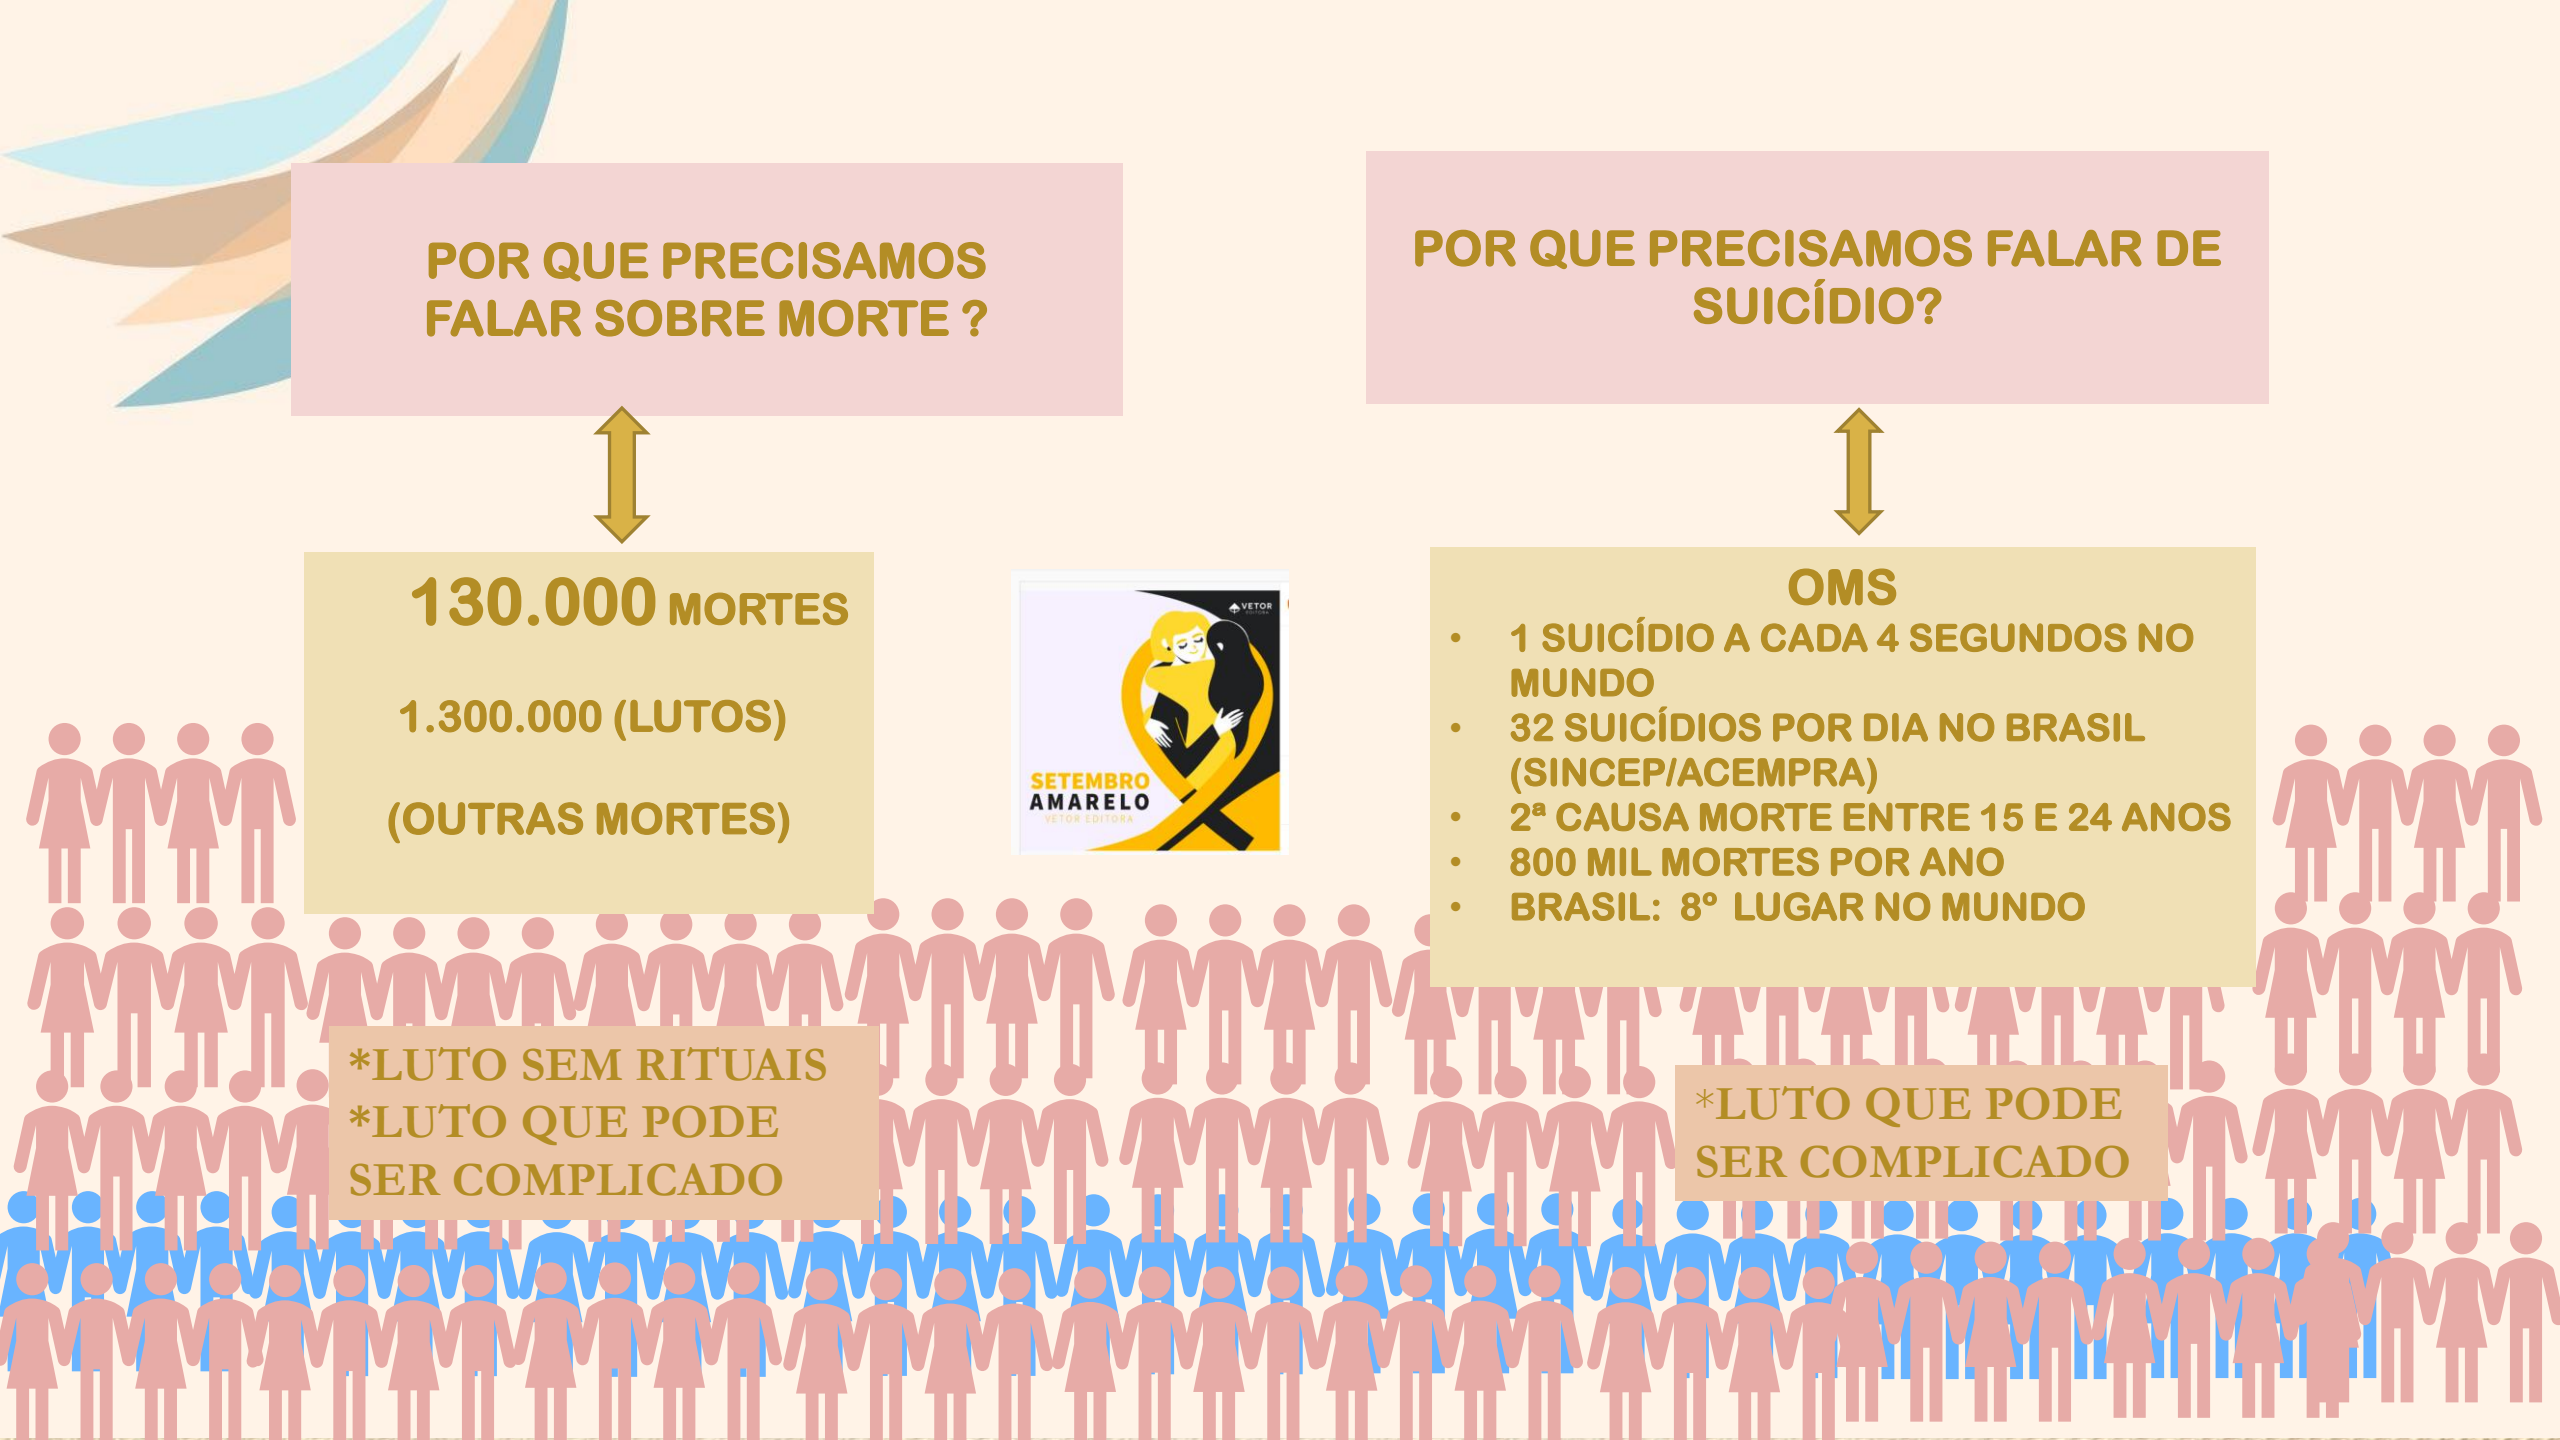 POR QUE PRECISAMOS
FALAR SOBRE MORTE ?
130.000 MORTES
1.300.000 (LUTOS)
(OUTRAS MORTES)
*LUTO SEM RITUAIS
*LUTO QUE PODE
SER COMPLICADO
VETOR
EDITORA
SETEMBRO
AMARELO
VETOR EDITORA
POR QUE PRECISAMOS FALAR DE
SUICÍDIO?
OMS
• 1 SUICÍDIO A CADA 4 SEGUNDOS NO
MUNDO
• 32 SUICÍDIOS POR DIA NO BRASIL
(SINCEP/ACEMPRA)
• 2ª CAUSA MORTE ENTRE 15 E 24 ANOS
• 800 MIL MORTES POR ANO
• BRASIL: 8º LUGAR NO MUNDO
*LUTO QUE PODE
SER COMPLICADO